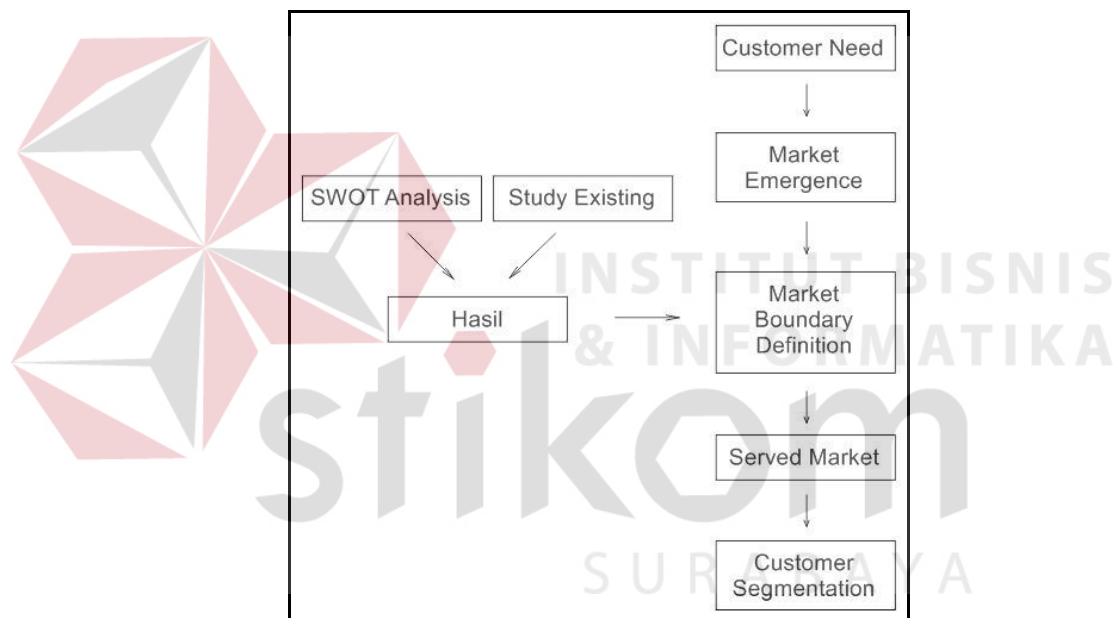 Customer Need
Market
Emergence
SWOT Analysis
Study Existing
Hasil
Market
Boundary
Definition
Served Market
Customer
Segmentation
INSTITUT BISNIS
& INFORMATIKA
stikom
SURABAYA